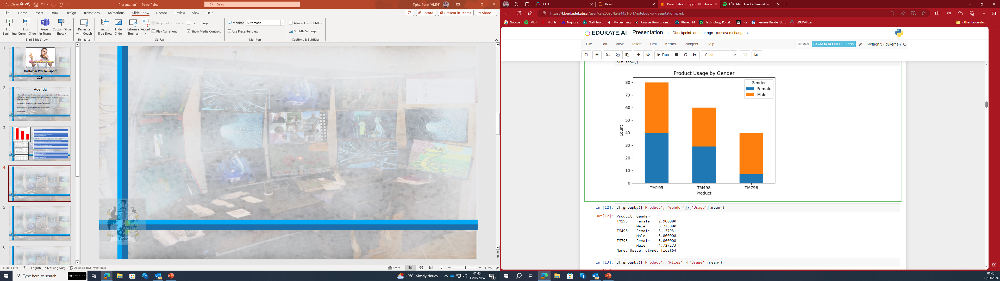 AutoSave Off Presentation1 - PowerPoint Search Tighe, Peter [HMPS]
File Home Insert Draw Design Transitions Animations Slide Show Record Review View Help Record Present in Teams Share
From Beginning
From Current Slide
Present in Teams
Custom Slide Show
Start Slide Show
Rehearse with Coach
Rehearse
Set Up Slide Show
Hide Slide
Rehearse Timings
Record
Keep Slides Updated
Use Timings
Play Narrations
Show Media Controls
Set Up
Monitor: Automatic
Use Presenter View
Monitors
Always Use Subtitles
Subtitle Settings
Captions & Subtitles
1
Customer Profile Report
2024
2
Agenda
3
4
5
6
Tighe
Slide 4 of 9 English (United Kingdom) Accessibility: Investigate Notes 114%
Type here to search
10°C Mostly cloudy
01:40
13/03/2024
KATE
Home
Presentation - Jupyter Notebook
Mein Land • Rammstein
https://kloud.edukate.ai/user/cs-20093/lu-24451-0.1/notebooks/Presentation.ipynb
Google MDT Nights Nights 2 Staff tools My Learning Course: Promotiona... Planet FM Technology Portal... IRS Resume Builder | Li... EDUKATE.ai Other favourites
EDUKATE.AI Presentation Last Checkpoint: an hour ago (unsaved changes)
File Edit View Insert Cell Kernel Widgets Help Trusted Saved to KLOUD 00:32:15 Python 3 (ipykernel)
Run Code
plt.show()
Product Usage by Gender
Gender
Female
Male
80
70
60
50
40
30
20
10
0
Count
TM195 TM498 TM798
Product
In [12]: df.groupby(['Product', 'Gender'])['Usage'].mean()
Out[12]: Product Gender
TM195 Female 2.900000
Male 3.275000
TM498 Female 3.137931
Male 3.000000
TM798 Female 5.000000
Male 4.727273
Name: Usage, dtype: float64
In [13]: df.groupby(['Product', 'Miles'])['Usage'].mean()
01:40
13/03/2024